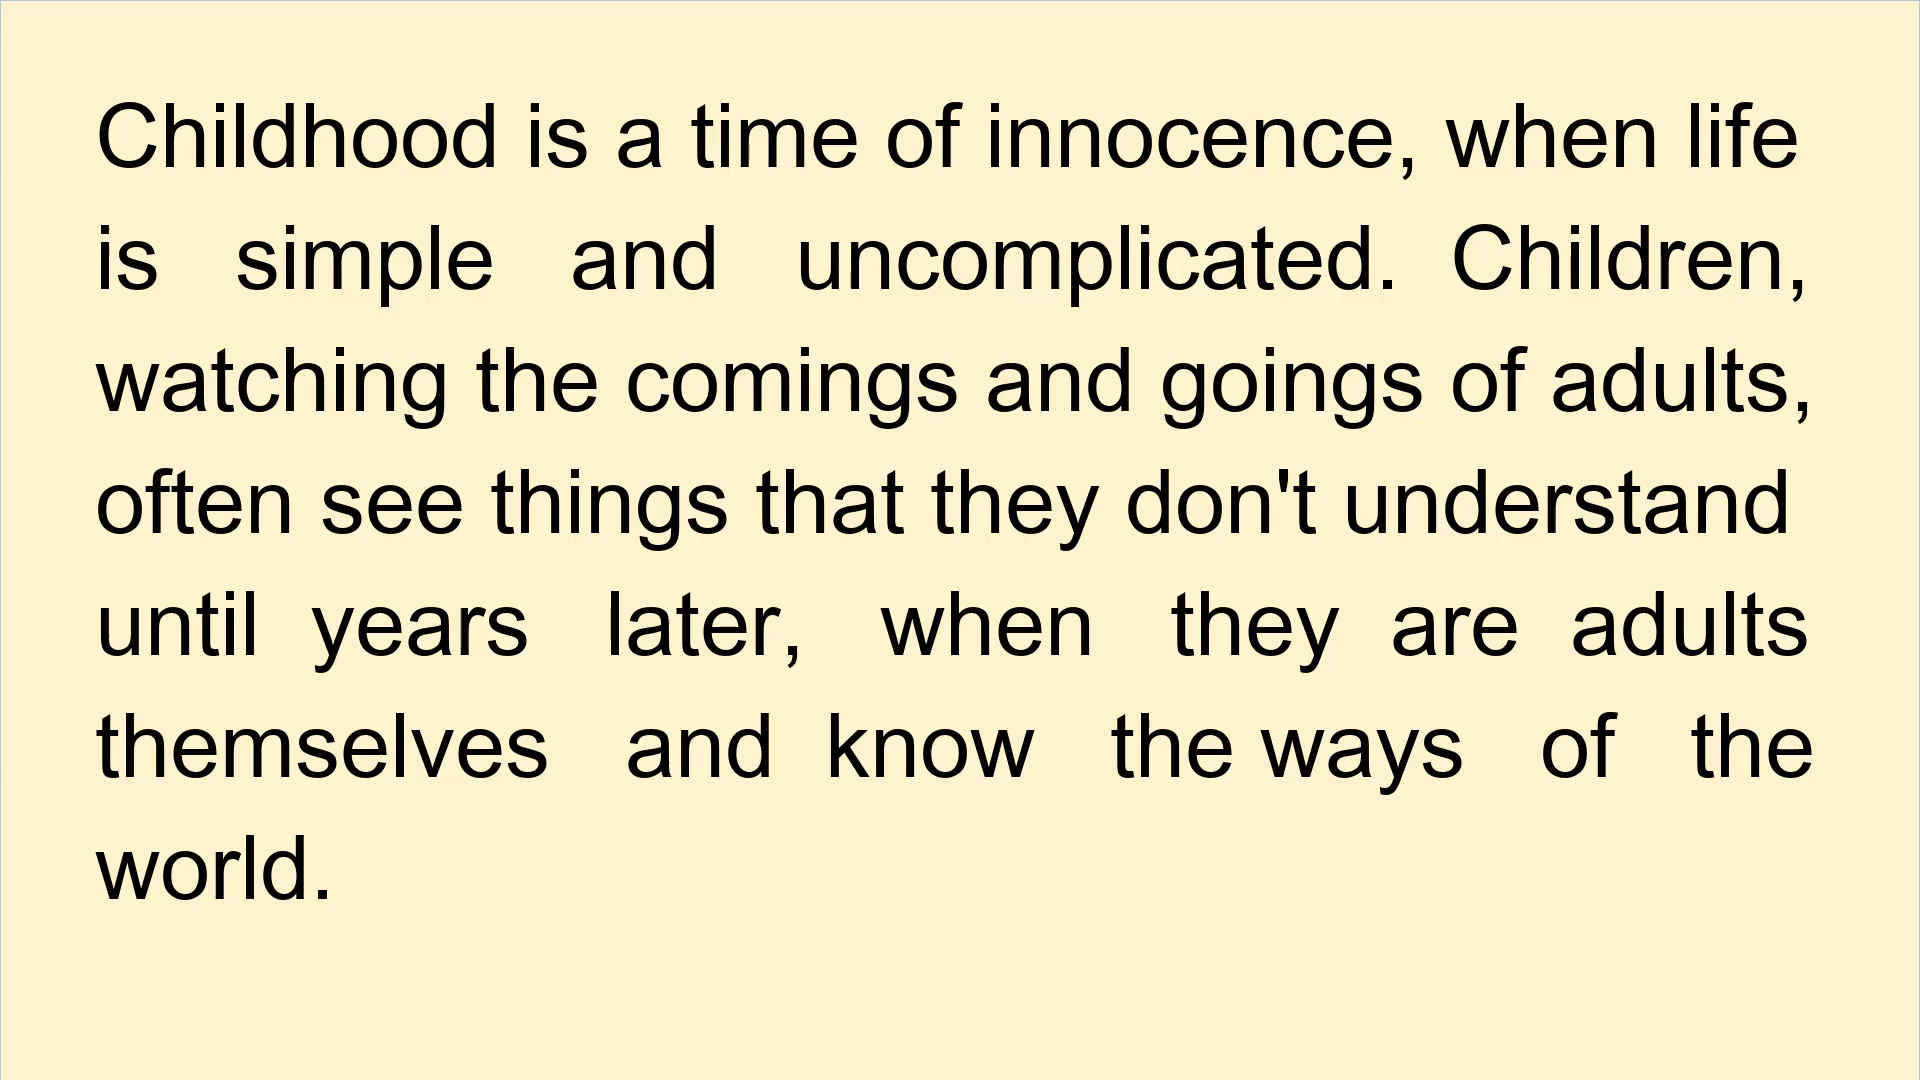 Childhood is a time of innocence, when life
is simple and uncomplicated. Children,
watching the comings and goings of adults,
often see things that they don't understand
until years later, when they are adults
themselves and know the ways of the
world.